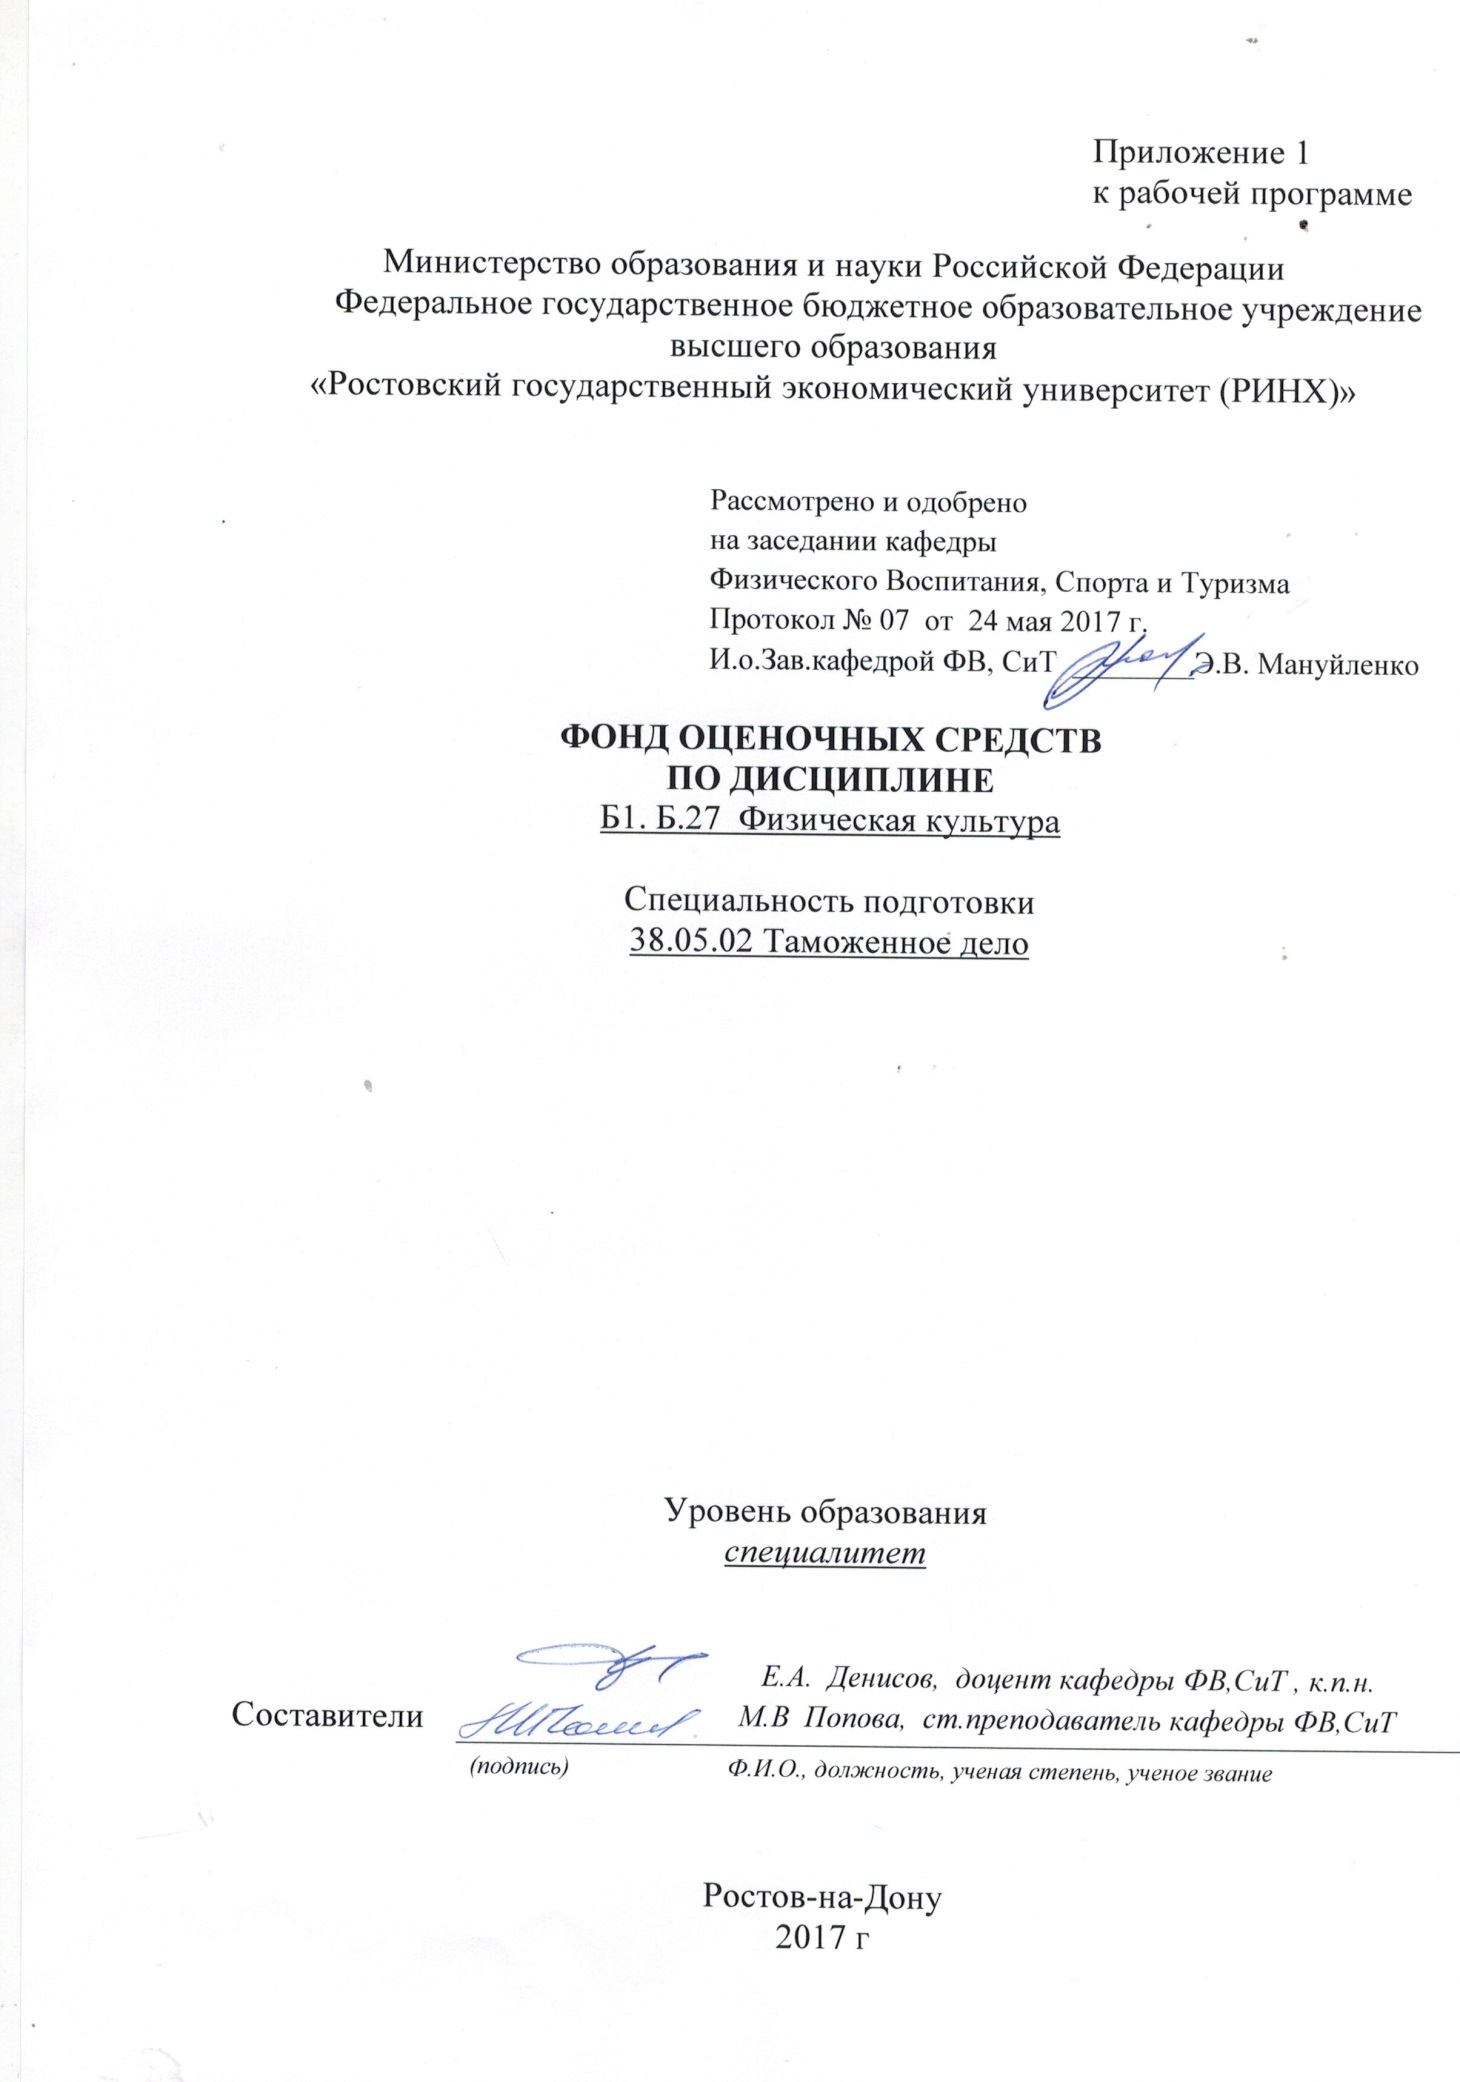 Приложение 1
к рабочей программе
Министерство образования и науки Российской Федерации
Федеральное государственное бюджетное образовательное учреждение
высшего образования
«Ростовский государственный экономический университет (РИНХ)»
Рассмотрено и одобрено
на заседании кафедры
Физического Воспитания, Спорта и Туризма
Протокол № 07 от 24 мая 2017 г.
И.о.Зав.кафедрой ФВ, СиТ Э.В. Мануйленко
ФОНД ОЦЕНОЧНЫХ СРЕДСТВ
ПО ДИСЦИПЛИНЕ
Б1. Б.27 Физическая культура
Специальность подготовки
38.05.02 Таможенное дело
Уровень образования
специалитет
Е.А. Денисов, доцент кафедры ФВ,СиТ , к.п.н.
Составители М.В Попова, ст.преподаватель кафедры ФВ,СиТ
(подпись) Ф.И.О., должность, ученая степень, ученое звание
Ростов-на-Дону
2017 г